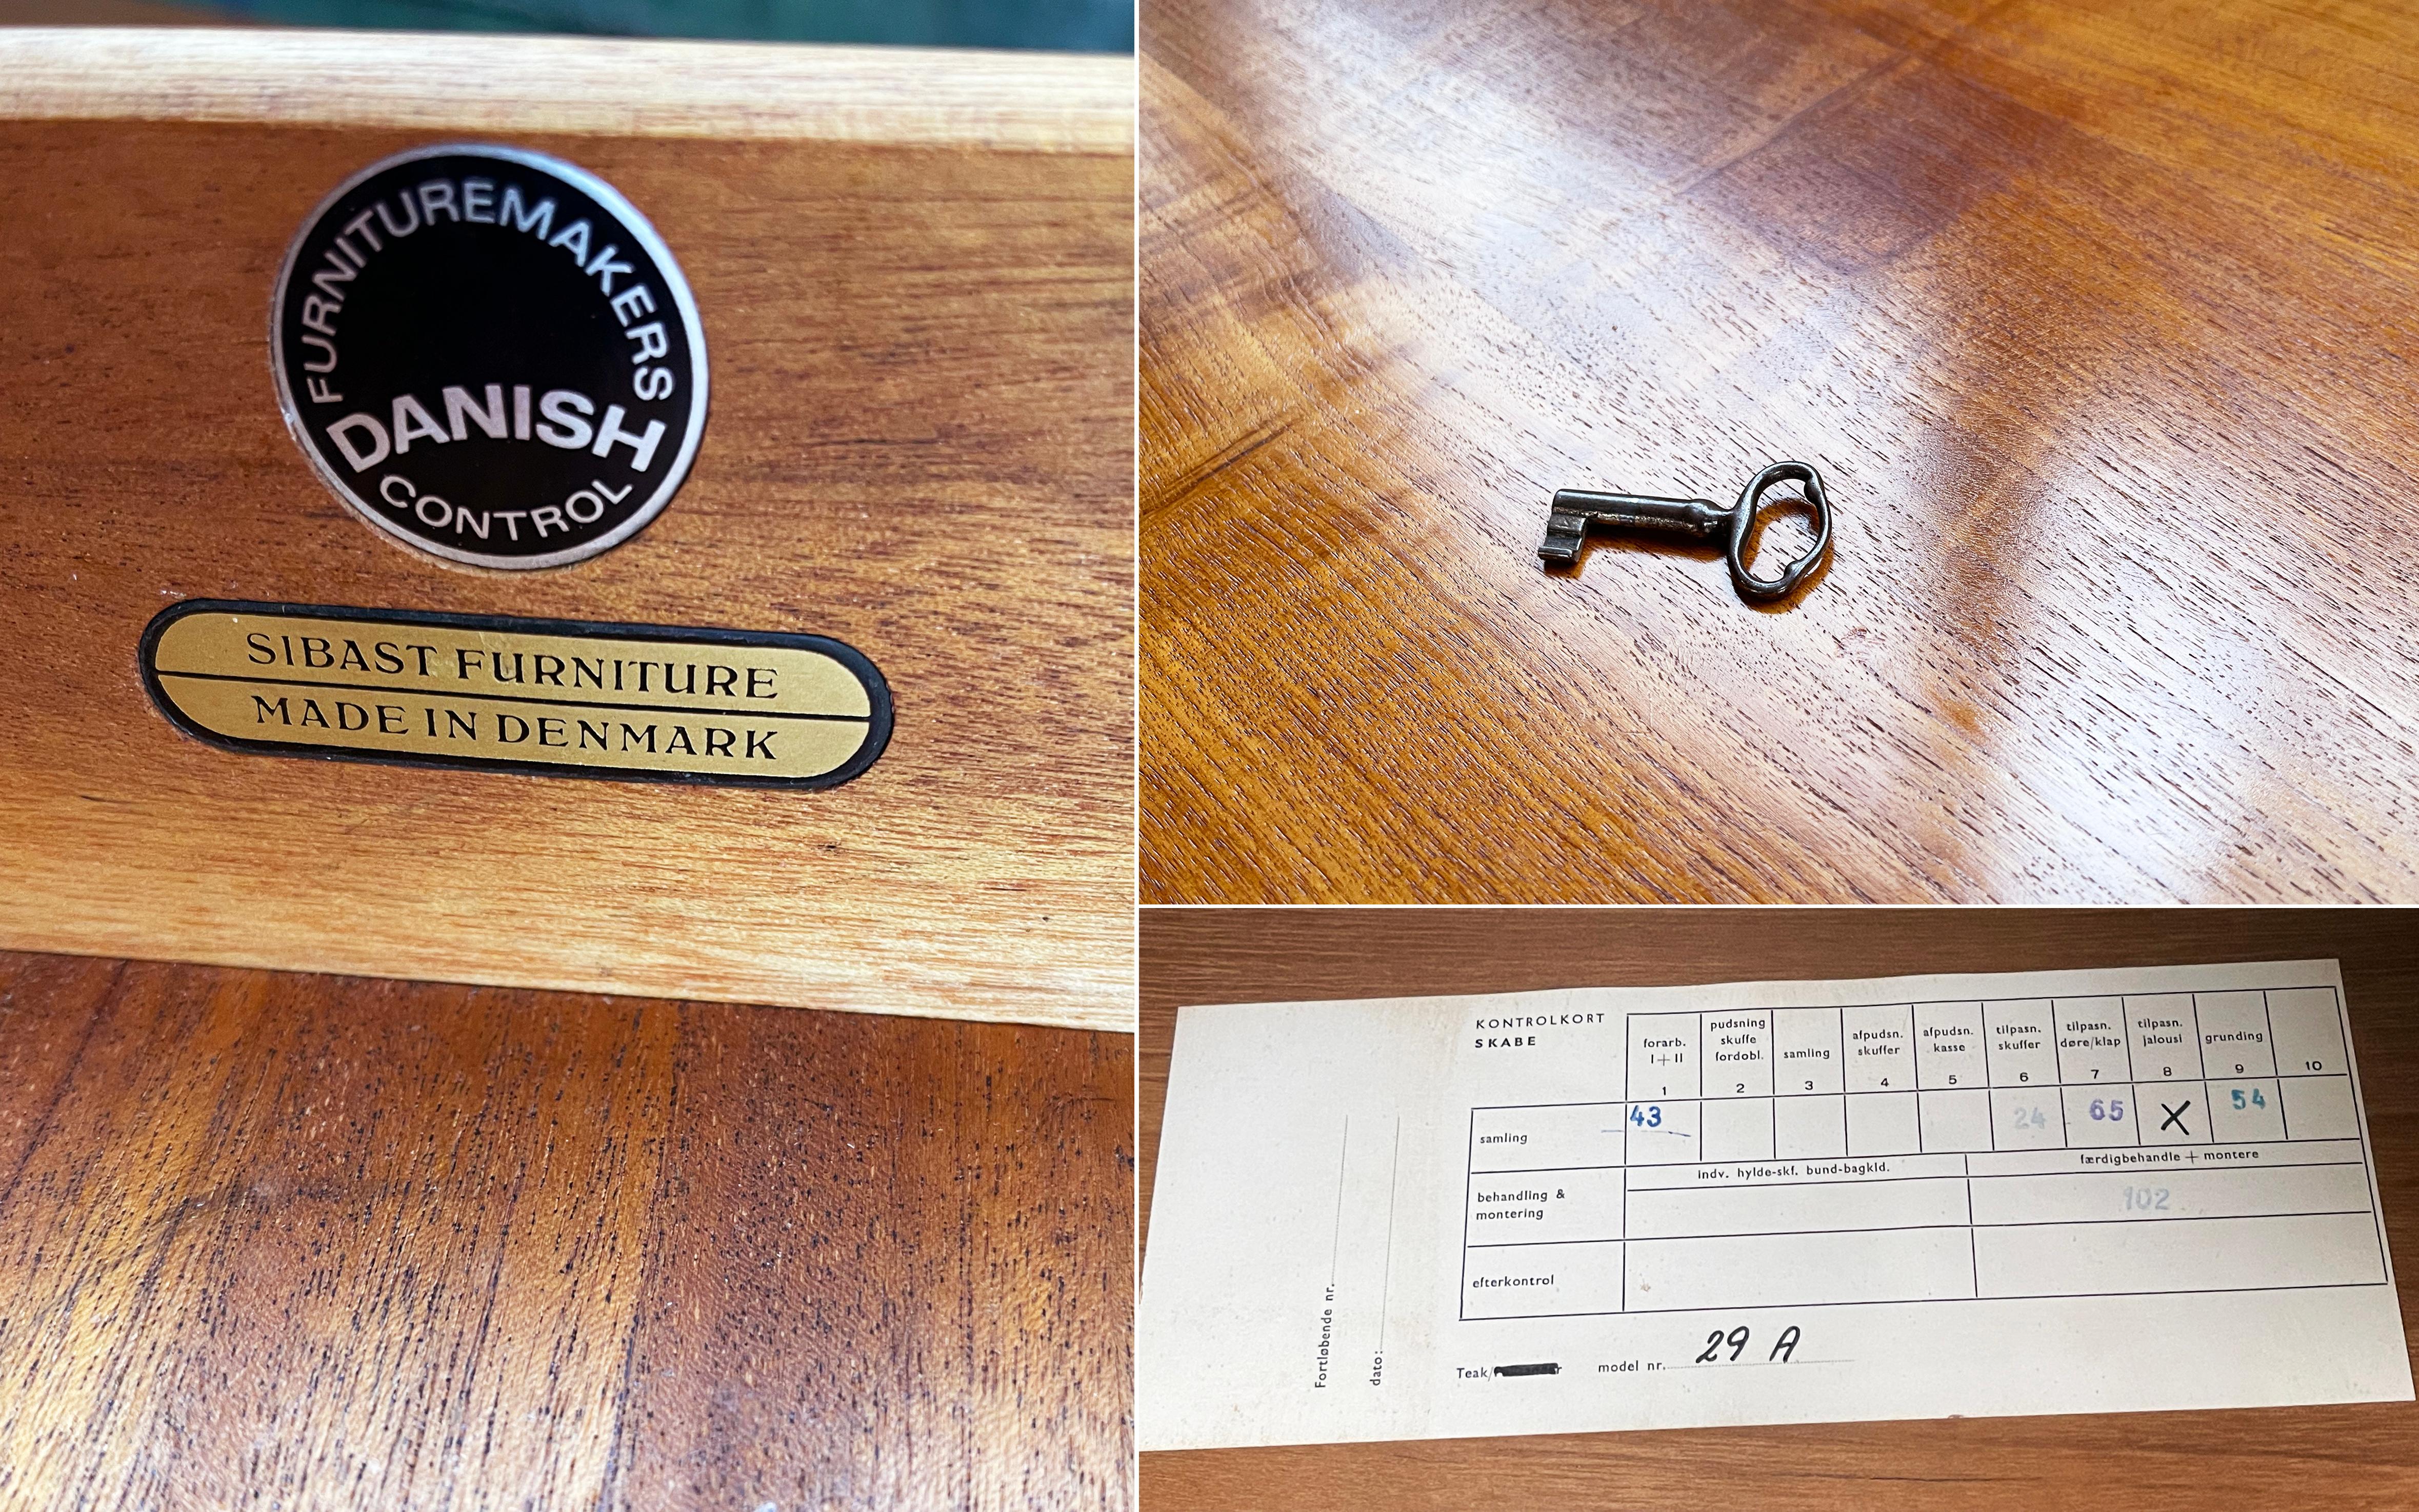 FURNITUREMAKERS
DANISH
CONTROL
SIBAST FURNITURE
MADE IN DENMARK
KONTROLKORT
SKABE
forarb.
I+II
1
pudsning
skuffe
fordobl.
2
samling
3
afpudsn.
skuffer
4
afpudsn.
kasse
5
tilpasn.
skuffer
6
tilpasn.
døre/klap
7
tilpasn.
jalousi
8
grunding
9
10
samling
43
24
65
X
54
behandling &
montering
indv. hylde-skf. bund-bagkld.
færdigbehandle + montere
102
efterkontrol
Fortløbende nr.
dato:
Teak/
model nr. 29 A